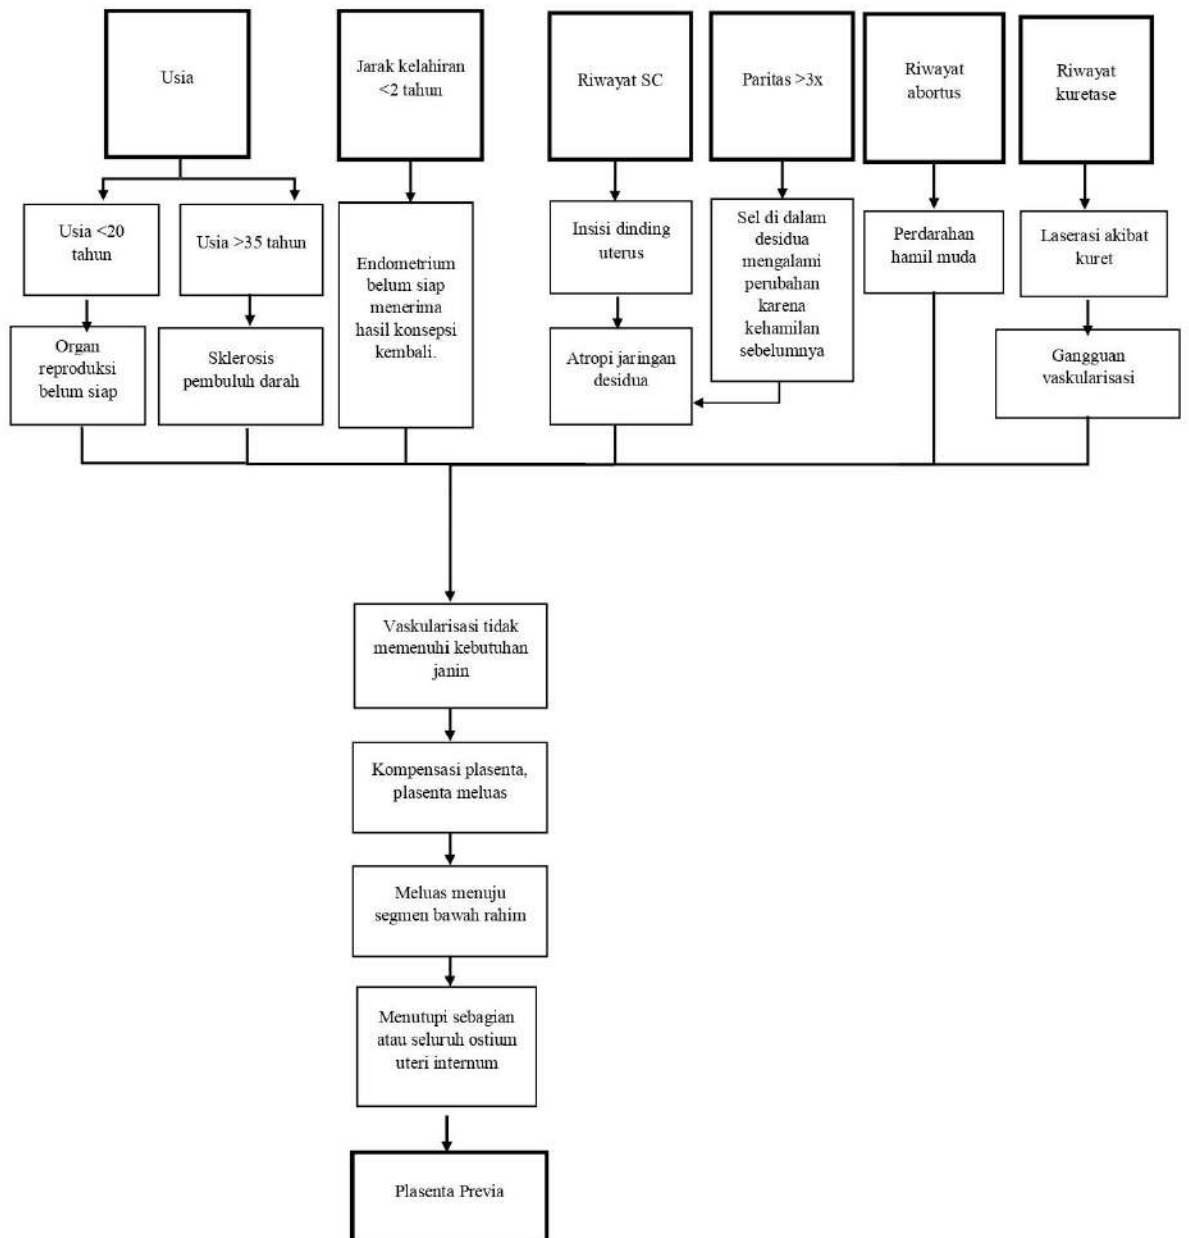 Usia
Jarak kelahiran
<2 tahun
Riwayat SC
Paritas >3x
Riwayat
abortus
Riwayat
kuretase
Usia <20
tahun
Usia >35 tahun
Endometrium
belum siap
menerima
hasil konsepsi
kembali.
Insisi dinding
uterus
Sel di dalam
desidua
mengalami
perubahan
karena
kehamilan
sebelumnya
Perdarahan
hamil muda
Laserasi akibat
kuret
Organ
reproduksi
belum siap
Sklerosis
pembuluh darah
Atropi jaringan
desidua
Gangguan
vaskularisasi
Vaskularisasi tidak
memenuhi kebutuhan
janin
Kompensasi plasenta,
plasenta meluas
Meluas menuju
segmen bawah rahim
Menutupi sebagian
atau seluruh ostium
uteri internum
Plasenta Previa